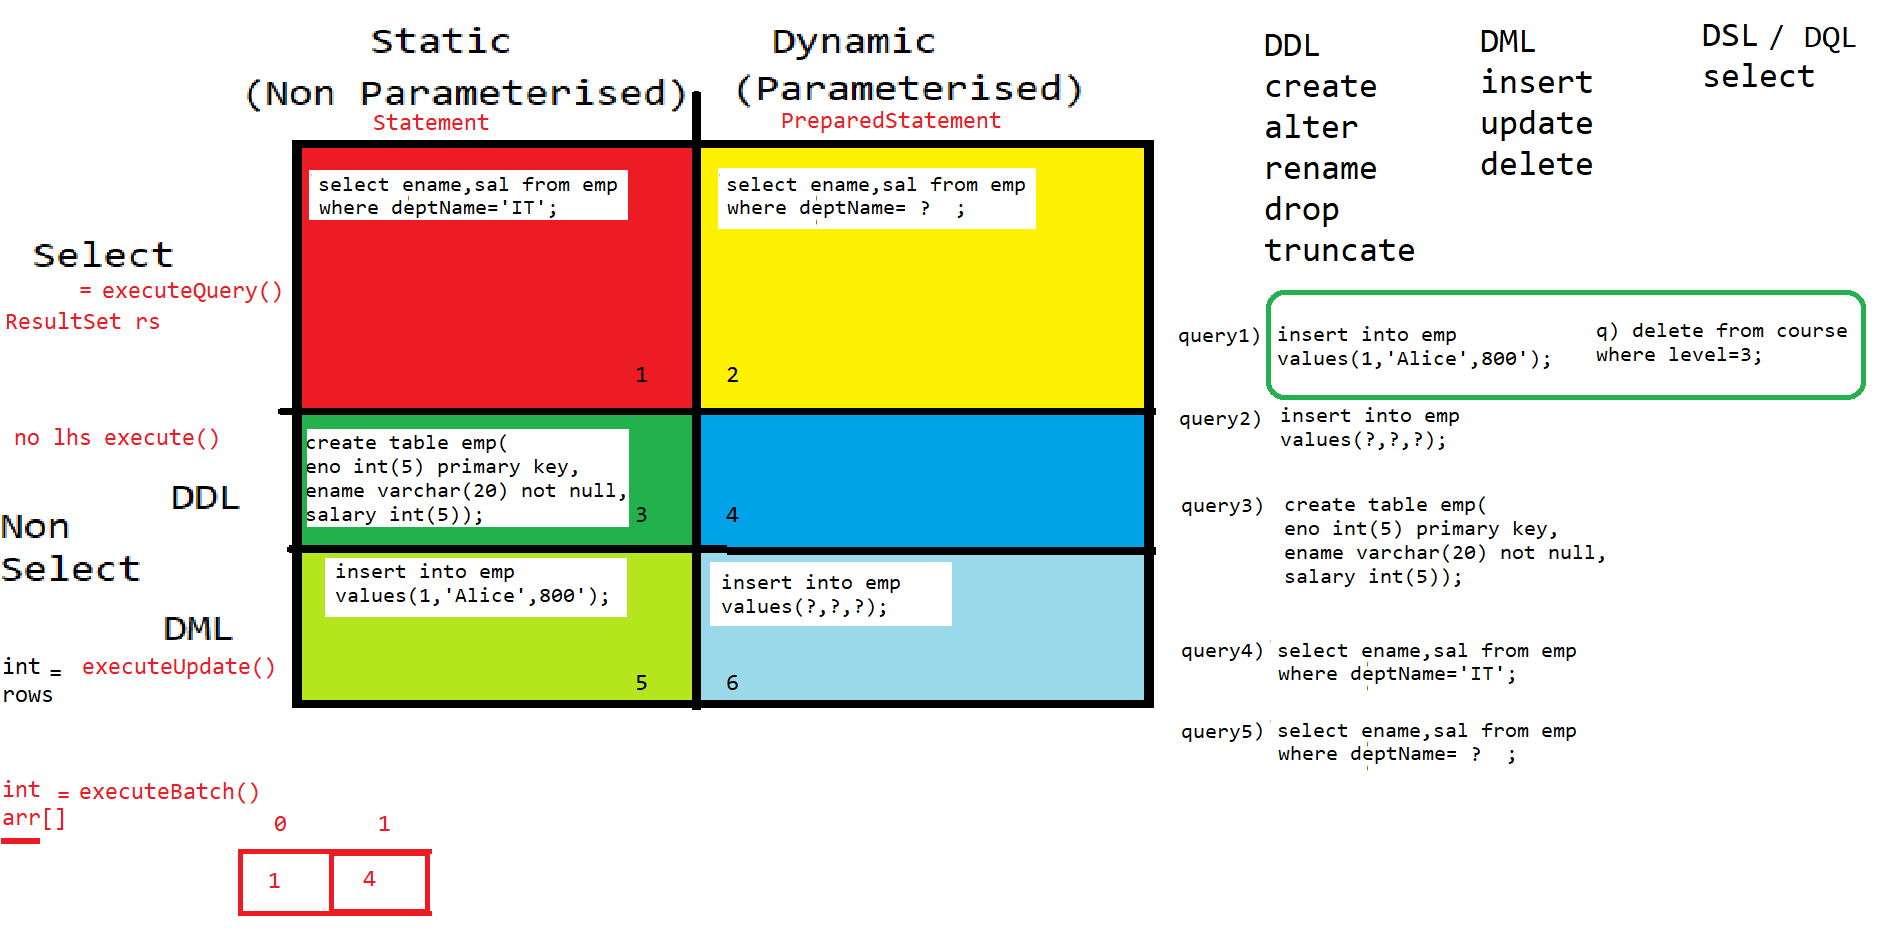 Static
(Non Parameterised)
Statement
Dynamic
(Parameterised)
PreparedStatement
select ename,sal from emp
where deptName='IT';
1
select ename,sal from emp
where deptName= ?  ;
2
Select
= executeQuery()
ResultSet rs
no lhs execute()
DDL
create table emp(
eno int(5) primary key,
ename varchar(20) not null,
salary int(5));
3
4
Non
Select
DML
int = executeUpdate()
rows
insert into emp
values(1,'Alice',800');
5
insert into emp
values(?,?,?);
6
int = executeBatch()
arr[]
0 1
1 4
DDL
create
alter
rename
drop
truncate
DML
insert
update
delete
DSL / DQL
select
query1) insert into emp
values(1,'Alice',800');
q) delete from course
where level=3;
query2) insert into emp
values(?,?,?);
query3) create table emp(
eno int(5) primary key,
ename varchar(20) not null,
salary int(5));
query4) select ename,sal from emp
where deptName='IT';
query5) select ename,sal from emp
where deptName= ?  ;